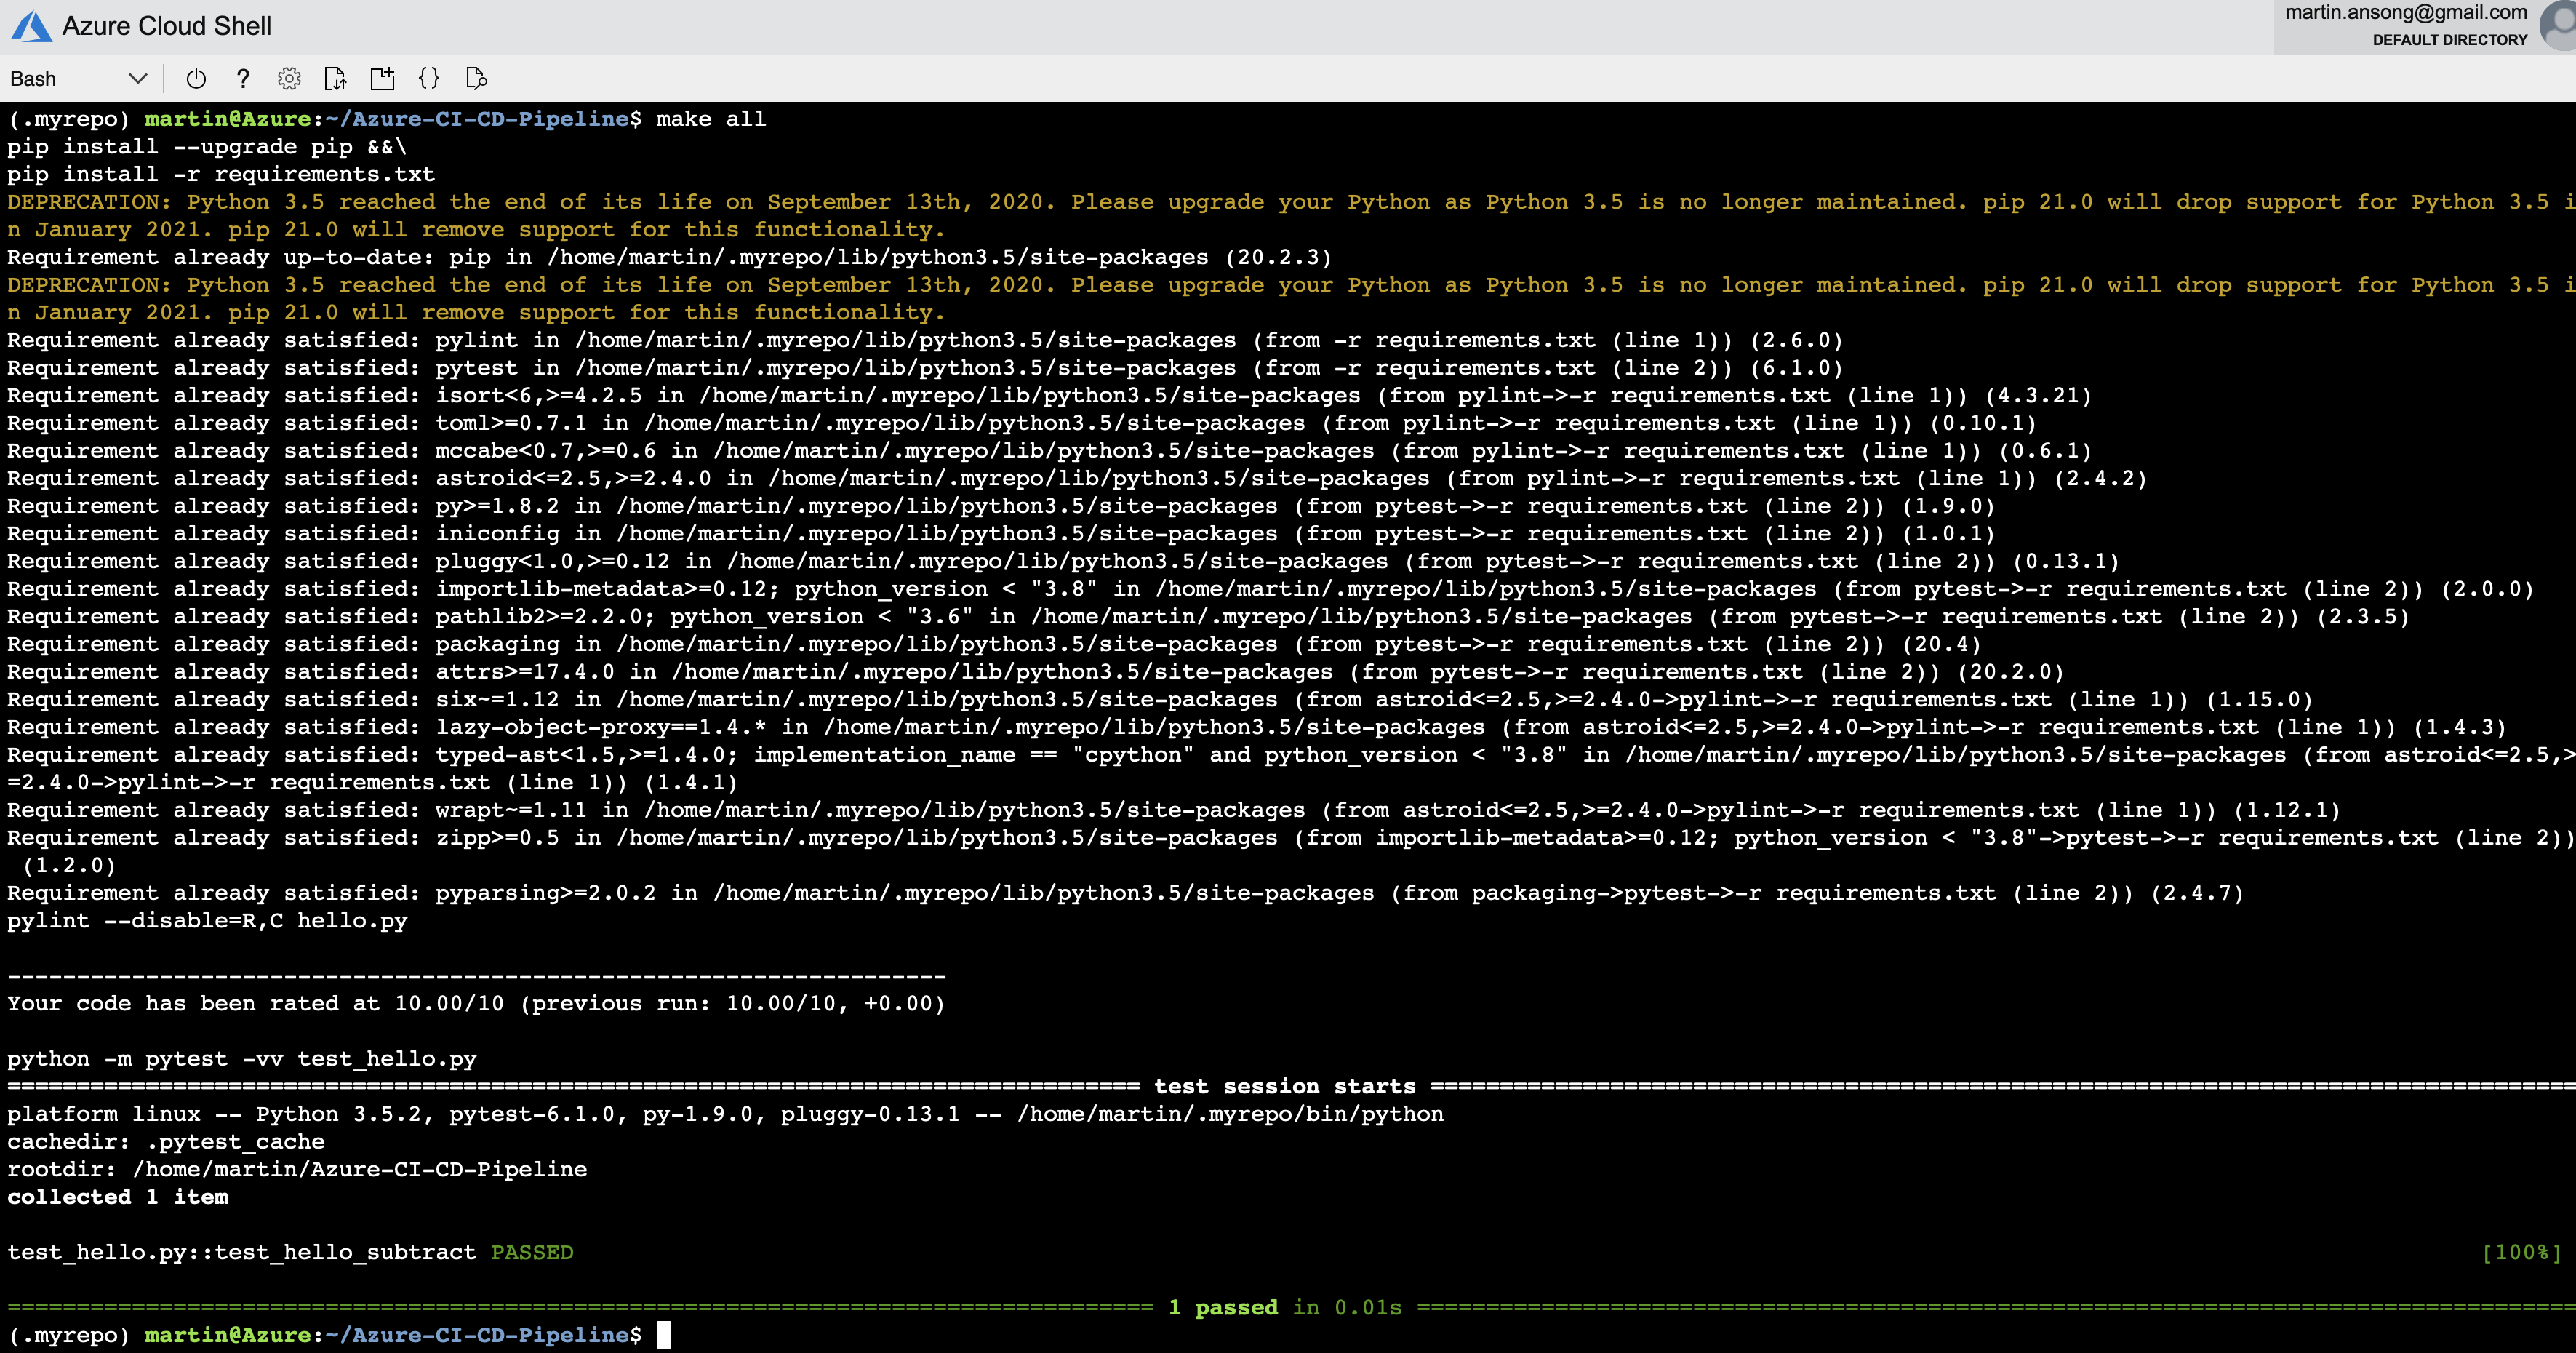 Azure Cloud Shell
martin.ansong@gmail.com
DEFAULT DIRECTORY
Bash
(.myrepo) martin@Azure:~/Azure-CI-CD-Pipeline$ make all
pip install --upgrade pip &&\
pip install -r requirements.txt
DEPRECATION: Python 3.5 reached the end of its life on September 13th, 2020. Please upgrade your Python as Python 3.5 is no longer maintained. pip 21.0 will drop support for Python 3.5 i
n January 2021. pip 21.0 will remove support for this functionality.
Requirement already up-to-date: pip in /home/martin/.myrepo/lib/python3.5/site-packages (20.2.3)
DEPRECATION: Python 3.5 reached the end of its life on September 13th, 2020. Please upgrade your Python as Python 3.5 is no longer maintained. pip 21.0 will drop support for Python 3.5 i
n January 2021. pip 21.0 will remove support for this functionality.
Requirement already satisfied: pylint in /home/martin/.myrepo/lib/python3.5/site-packages (from -r requirements.txt (line 1)) (2.6.0)
Requirement already satisfied: pytest in /home/martin/.myrepo/lib/python3.5/site-packages (from -r requirements.txt (line 2)) (6.1.0)
Requirement already satisfied: isort<6,>=4.2.5 in /home/martin/.myrepo/lib/python3.5/site-packages (from pylint->-r requirements.txt (line 1)) (4.3.21)
Requirement already satisfied: toml>=0.7.1 in /home/martin/.myrepo/lib/python3.5/site-packages (from pylint->-r requirements.txt (line 1)) (0.10.1)
Requirement already satisfied: mccabe<0.7,>=0.6 in /home/martin/.myrepo/lib/python3.5/site-packages (from pylint->-r requirements.txt (line 1)) (0.6.1)
Requirement already satisfied: astroid<=2.5,>=2.4.0 in /home/martin/.myrepo/lib/python3.5/site-packages (from pylint->-r requirements.txt (line 1)) (2.4.2)
Requirement already satisfied: py>=1.8.2 in /home/martin/.myrepo/lib/python3.5/site-packages (from pytest->-r requirements.txt (line 2)) (1.9.0)
Requirement already satisfied: iniconfig in /home/martin/.myrepo/lib/python3.5/site-packages (from pytest->-r requirements.txt (line 2)) (1.0.1)
Requirement already satisfied: pluggy<1.0,>=0.12 in /home/martin/.myrepo/lib/python3.5/site-packages (from pytest->-r requirements.txt (line 2)) (0.13.1)
Requirement already satisfied: importlib-metadata>=0.12; python_version < "3.8" in /home/martin/.myrepo/lib/python3.5/site-packages (from pytest->-r requirements.txt (line 2)) (2.0.0)
Requirement already satisfied: pathlib2>=2.2.0; python_version < "3.6" in /home/martin/.myrepo/lib/python3.5/site-packages (from pytest->-r requirements.txt (line 2)) (2.3.5)
Requirement already satisfied: packaging in /home/martin/.myrepo/lib/python3.5/site-packages (from pytest->-r requirements.txt (line 2)) (20.4)
Requirement already satisfied: attrs>=17.4.0 in /home/martin/.myrepo/lib/python3.5/site-packages (from pytest->-r requirements.txt (line 2)) (20.2.0)
Requirement already satisfied: six~=1.12 in /home/martin/.myrepo/lib/python3.5/site-packages (from astroid<=2.5,>=2.4.0->pylint->-r requirements.txt (line 1)) (1.15.0)
Requirement already satisfied: lazy-object-proxy==1.4.* in /home/martin/.myrepo/lib/python3.5/site-packages (from astroid<=2.5,>=2.4.0->pylint->-r requirements.txt (line 1)) (1.4.3)
Requirement already satisfied: typed-ast<1.5,>=1.4.0; implementation_name == "cpython" and python_version < "3.8" in /home/martin/.myrepo/lib/python3.5/site-packages (from astroid<=2.5,>
=2.4.0->pylint->-r requirements.txt (line 1)) (1.4.1)
Requirement already satisfied: wrapt~=1.11 in /home/martin/.myrepo/lib/python3.5/site-packages (from astroid<=2.5,>=2.4.0->pylint->-r requirements.txt (line 1)) (1.12.1)
Requirement already satisfied: zipp>=0.5 in /home/martin/.myrepo/lib/python3.5/site-packages (from importlib-metadata>=0.12; python_version < "3.8"->pytest->-r requirements.txt (line 2))
(1.2.0)
Requirement already satisfied: pyparsing>=2.0.2 in /home/martin/.myrepo/lib/python3.5/site-packages (from packaging->pytest->-r requirements.txt (line 2)) (2.4.7)
pylint --disable=R,C hello.py
--------------------------------------------------------------------
Your code has been rated at 10.00/10 (previous run: 10.00/10, +0.00)
python -m pytest -vv test_hello.py
================================================================================== test session starts ===================================================================================
platform linux -- Python 3.5.2, pytest-6.1.0, py-1.9.0, pluggy-0.13.1 -- /home/martin/.myrepo/bin/python
cachedir: .pytest_cache
rootdir: /home/martin/Azure-CI-CD-Pipeline
collected 1 item
test_hello.py::test_hello_subtract PASSED [100%]
=================================================================================== 1 passed in 0.01s ====================================================================================
(.myrepo) martin@Azure:~/Azure-CI-CD-Pipeline$